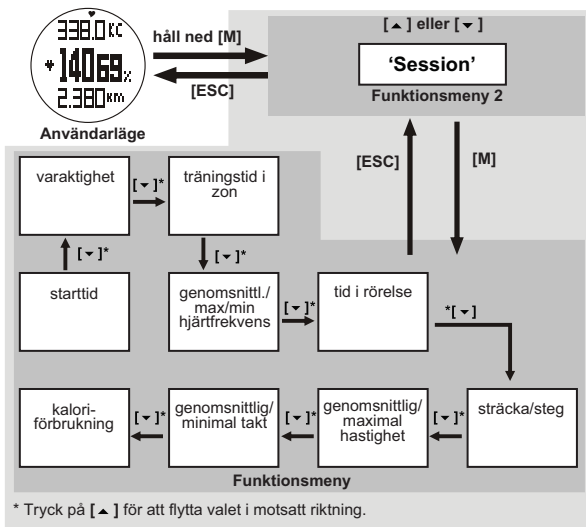 338.0 KC
håll ned [M]
140 69%
2.380 KM
[ESC]
Användarläge
[▲] eller [▼]
'Session'
Funktionsmeny 2
[ESC]
[M]
varaktighet
[▼]*
träningstid i
zon
[▼]*
[▼]*
starttid
genomsnittl./
max/min
hjärtfrekvens
[▼]*
tid i rörelse
*[▼]
kalori-
förbrukning
[▼]*
genomsnittlig/
minimal takt
[▼]*
genomsnittlig/
maximal
hastighet
[▼]*
sträcka/steg
Funktionsmeny
* Tryck på [▲] för att flytta valet i motsatt riktning.